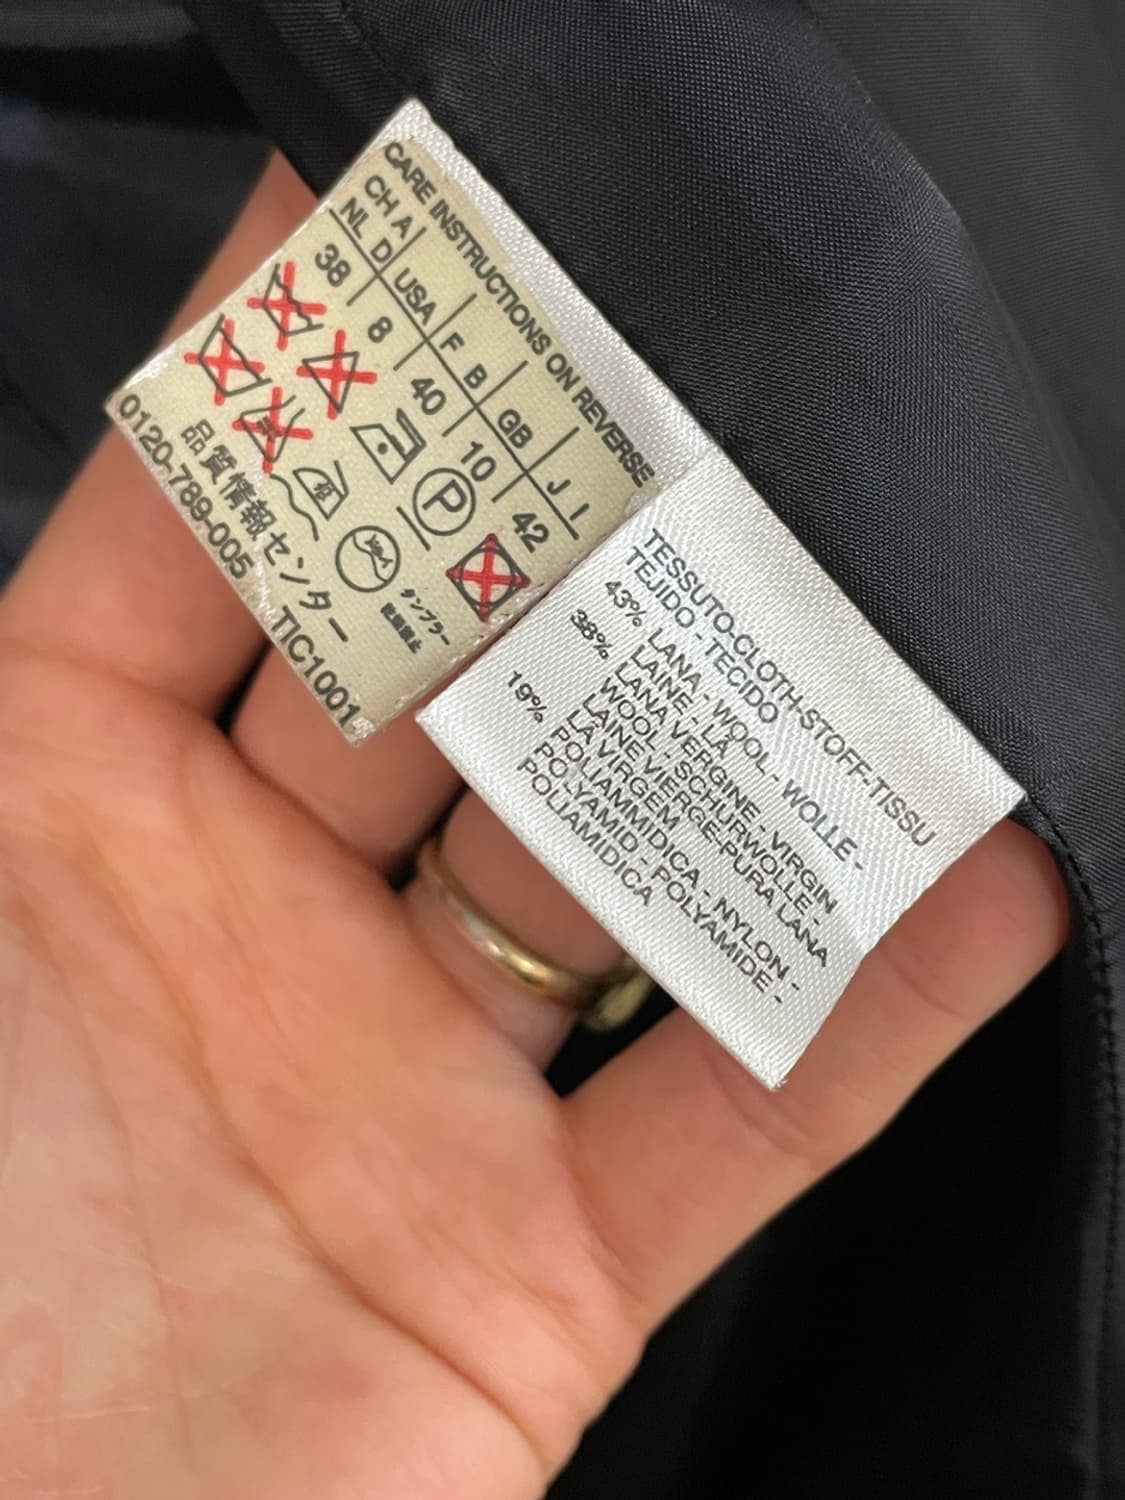 CARE INSTRUCTIONS ON REVERSE
CH A
NL D USA F B GB J I
38 8 40 10 42
P
タンブラー
乾燥禁止
品質情報センター
0120-789-005 TIC1001
TESSUTO-CLOTH-STOFF-TISSU
TEJIDO - TECIDO
43% LANA - WOOL - WOLLE -
LAINE - LÃ
38% LANA VERGINE - VIRGIN
WOOL - SCHURWOLLE -
LAINE VIERGE-PURA LANA
LÃ VIRGEM
19% POLIAMMIDICA - NYLON -
POLYAMID - POLYAMIDE -
POLIAMIDICA